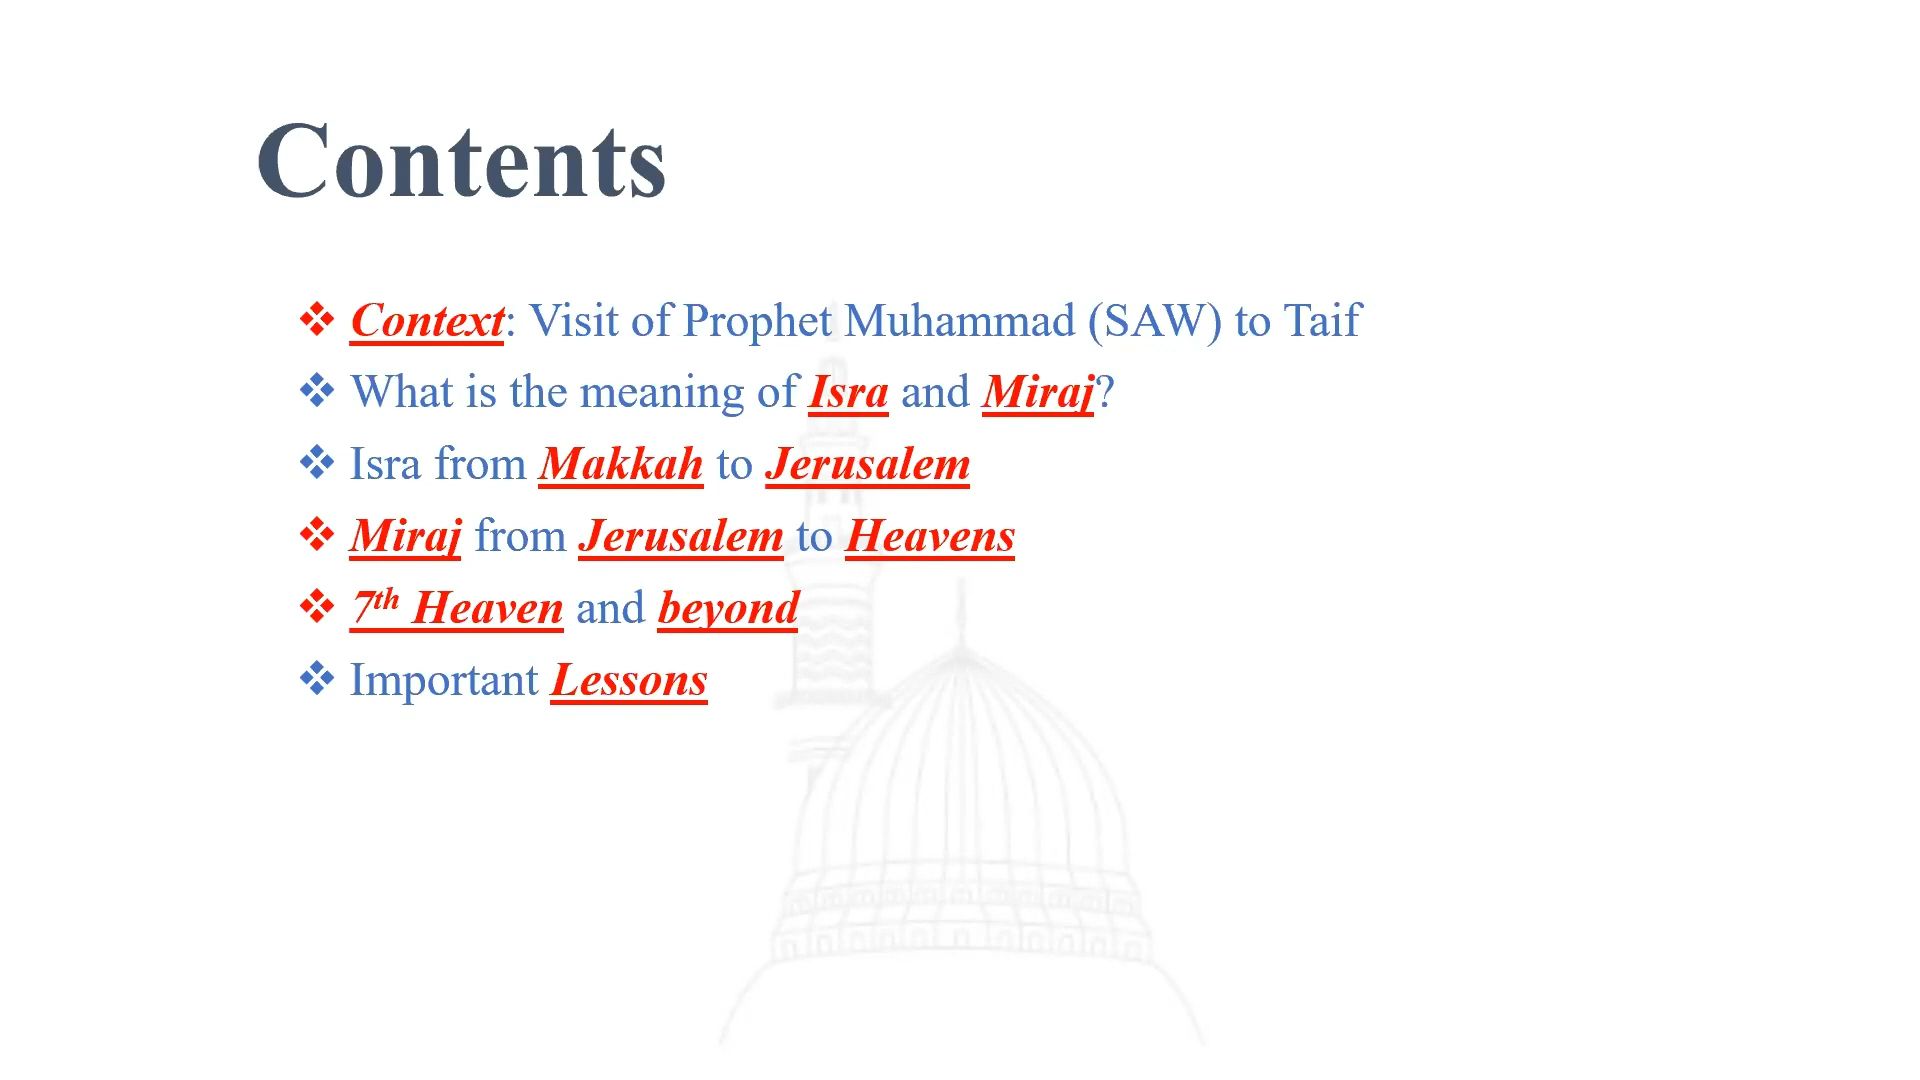 Contents
❖ Context: Visit of Prophet Muhammad (SAW) to Taif
❖ What is the meaning of Isra and Miraj?
❖ Isra from Makkah to Jerusalem
❖ Miraj from Jerusalem to Heavens
❖ 7th Heaven and beyond
❖ Important Lessons